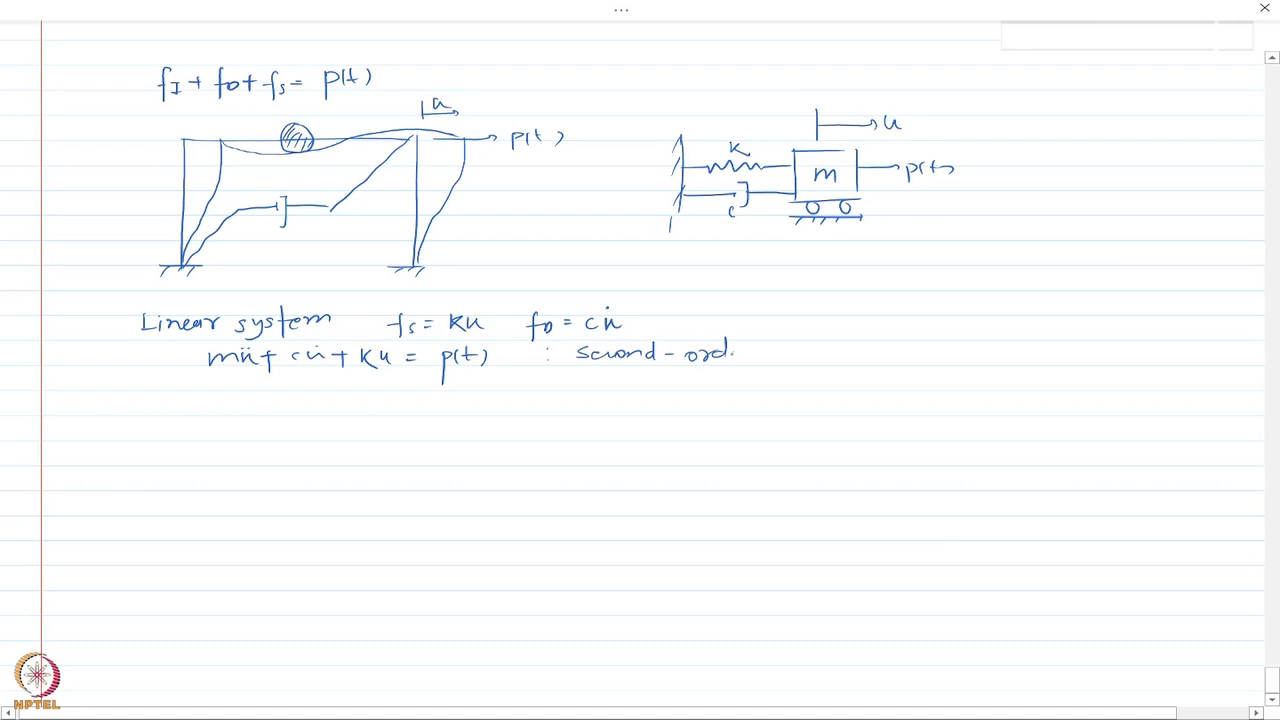 fI + fD + fs = p(t)
u
p(t)
u
K
m
p(t)
c
Linear system fs = Ku fD = cu̇
mü + cu̇ + Ku = p(t) : second-ord
NPTEL